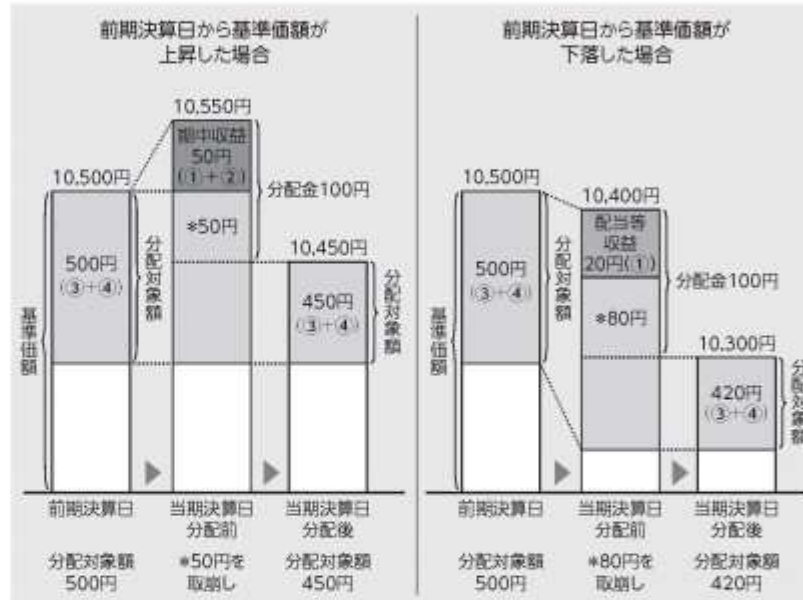 前期決算日から基準価額が
上昇した場合
10,550円
期中収益
50円
(①+②)
分配金100円
10,500円
*50円
10,450円
500円
(③+④)
分配対象額
450円
(③+④)
分配対象額
基準価額
前期決算日
当期決算日
分配前
当期決算日
分配後
分配対象額
500円
*50円を
取崩し
分配対象額
450円
前期決算日から基準価額が
下落した場合
10,500円
10,400円
配当等
収益
20円(①)
分配金100円
500円
(③+④)
分配対象額
*80円
10,300円
420円
(③+④)
分配対象額
基準価額
前期決算日
当期決算日
分配前
当期決算日
分配後
分配対象額
500円
*80円を
取崩し
分配対象額
420円